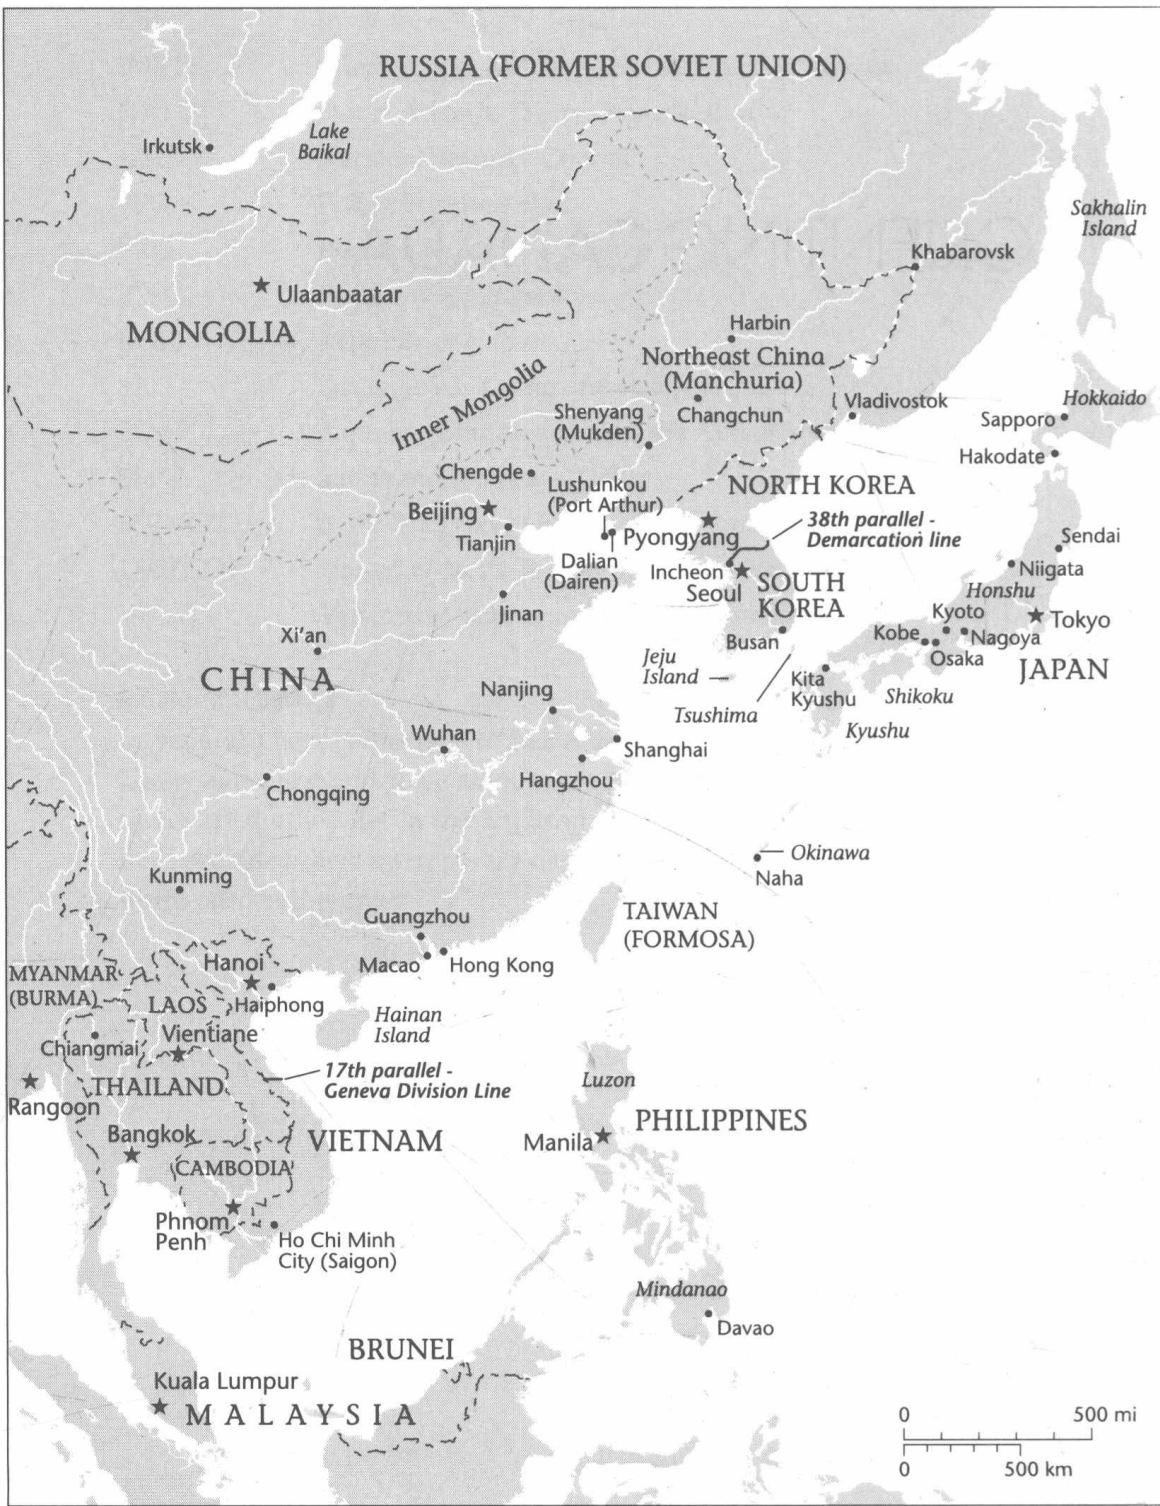 RUSSIA (FORMER SOVIET UNION)
Irkutsk
Lake
Baikal
Sakhalin
Island
Khabarovsk
Ulaanbaatar
MONGOLIA
Harbin
Northeast China
(Manchuria)
Inner Mongolia
Changchun
Vladivostok
Hokkaido
Sapporo
Shenyang
(Mukden)
Hakodate
Chengde
Lushunkou
(Port Arthur)
NORTH KOREA
Beijing
Tianjin
Pyongyang
38th parallel -
Demarcation line
Sendai
Dalian
(Dairen)
Incheon
Seoul
SOUTH
KOREA
Niigata
Honshu
Jinan
Kyoto
Tokyo
Xi'an
Busan
Kobe
Nagoya
Osaka
JAPAN
CHINA
Jeju
Island
Kita
Kyushu
Shikoku
Nanjing
Tsushima
Kyushu
Wuhan
Shanghai
Hangzhou
Chongqing
Okinawa
Naha
Kunming
Guangzhou
TAIWAN
(FORMOSA)
Macao
Hong Kong
Hanoi
MYANMAR
(BURMA)
LAOS
Haiphong
Hainan
Island
Vientiane
Chiangmai
17th parallel -
Geneva Division Line
THAILAND
Luzon
Rangoon
Bangkok
VIETNAM
PHILIPPINES
Manila
CAMBODIA
Phnom
Penh
Ho Chi Minh
City (Saigon)
Mindanao
Davao
BRUNEI
Kuala Lumpur
MALAYSIA
0 500 mi
0 500 km